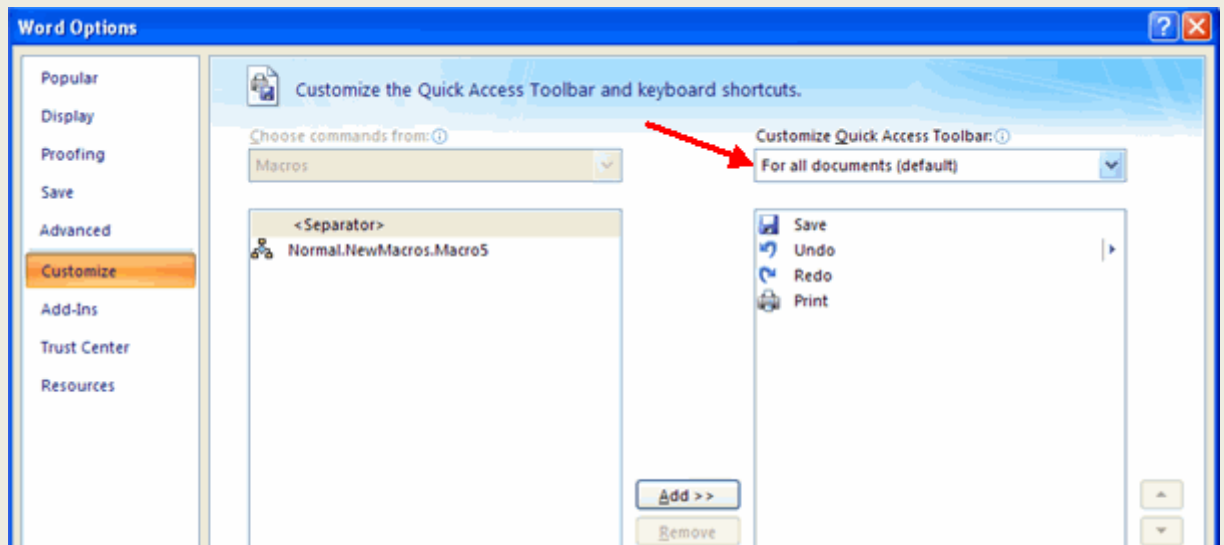 Word Options
Popular
Display
Proofing
Save
Advanced
Customize
Add-Ins
Trust Center
Resources
Customize the Quick Access Toolbar and keyboard shortcuts.
Choose commands from:
Macros
<Separator>
Normal.NewMacros.Macro5
Add >>
Remove
Customize Quick Access Toolbar:
For all documents (default)
Save
Undo
Redo
Print